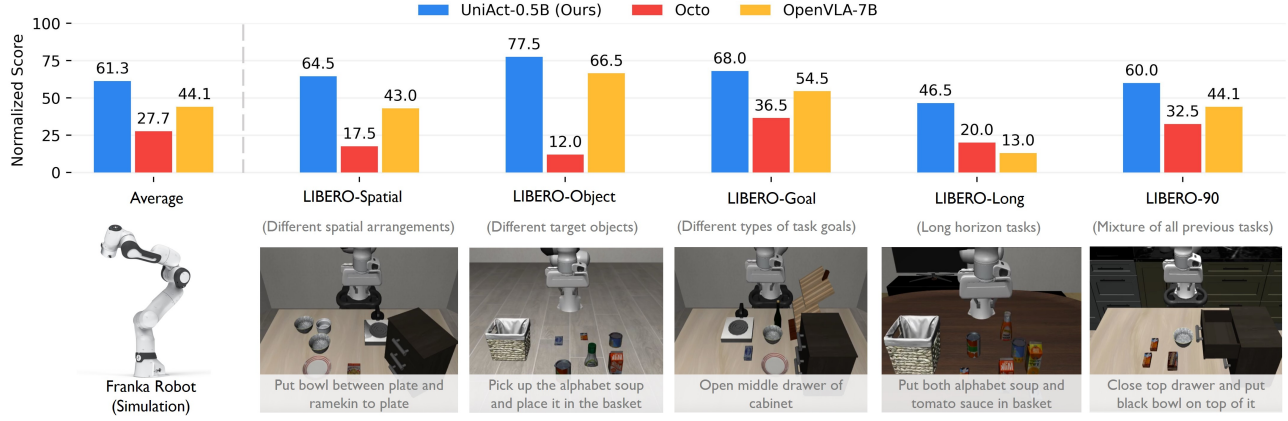 UniAct-0.5B (Ours) Octo OpenVLA-7B
Normalized Score
100
75
50
25
0
61.3 27.7 44.1
64.5 17.5 43.0
77.5 12.0 66.5
68.0 36.5 54.5
46.5 20.0 13.0
60.0 32.5 44.1
Average LIBERO-Spatial LIBERO-Object LIBERO-Goal LIBERO-Long LIBERO-90
(Different spatial arrangements) (Different target objects) (Different types of task goals) (Long horizon tasks) (Mixture of all previous tasks)
Franka Robot
(Simulation)
Put bowl between plate and
ramekin to plate
Pick up the alphabet soup
and place it in the basket
Open middle drawer of
cabinet
Put both alphabet soup and
tomato sauce in basket
Close top drawer and put
black bowl on top of it